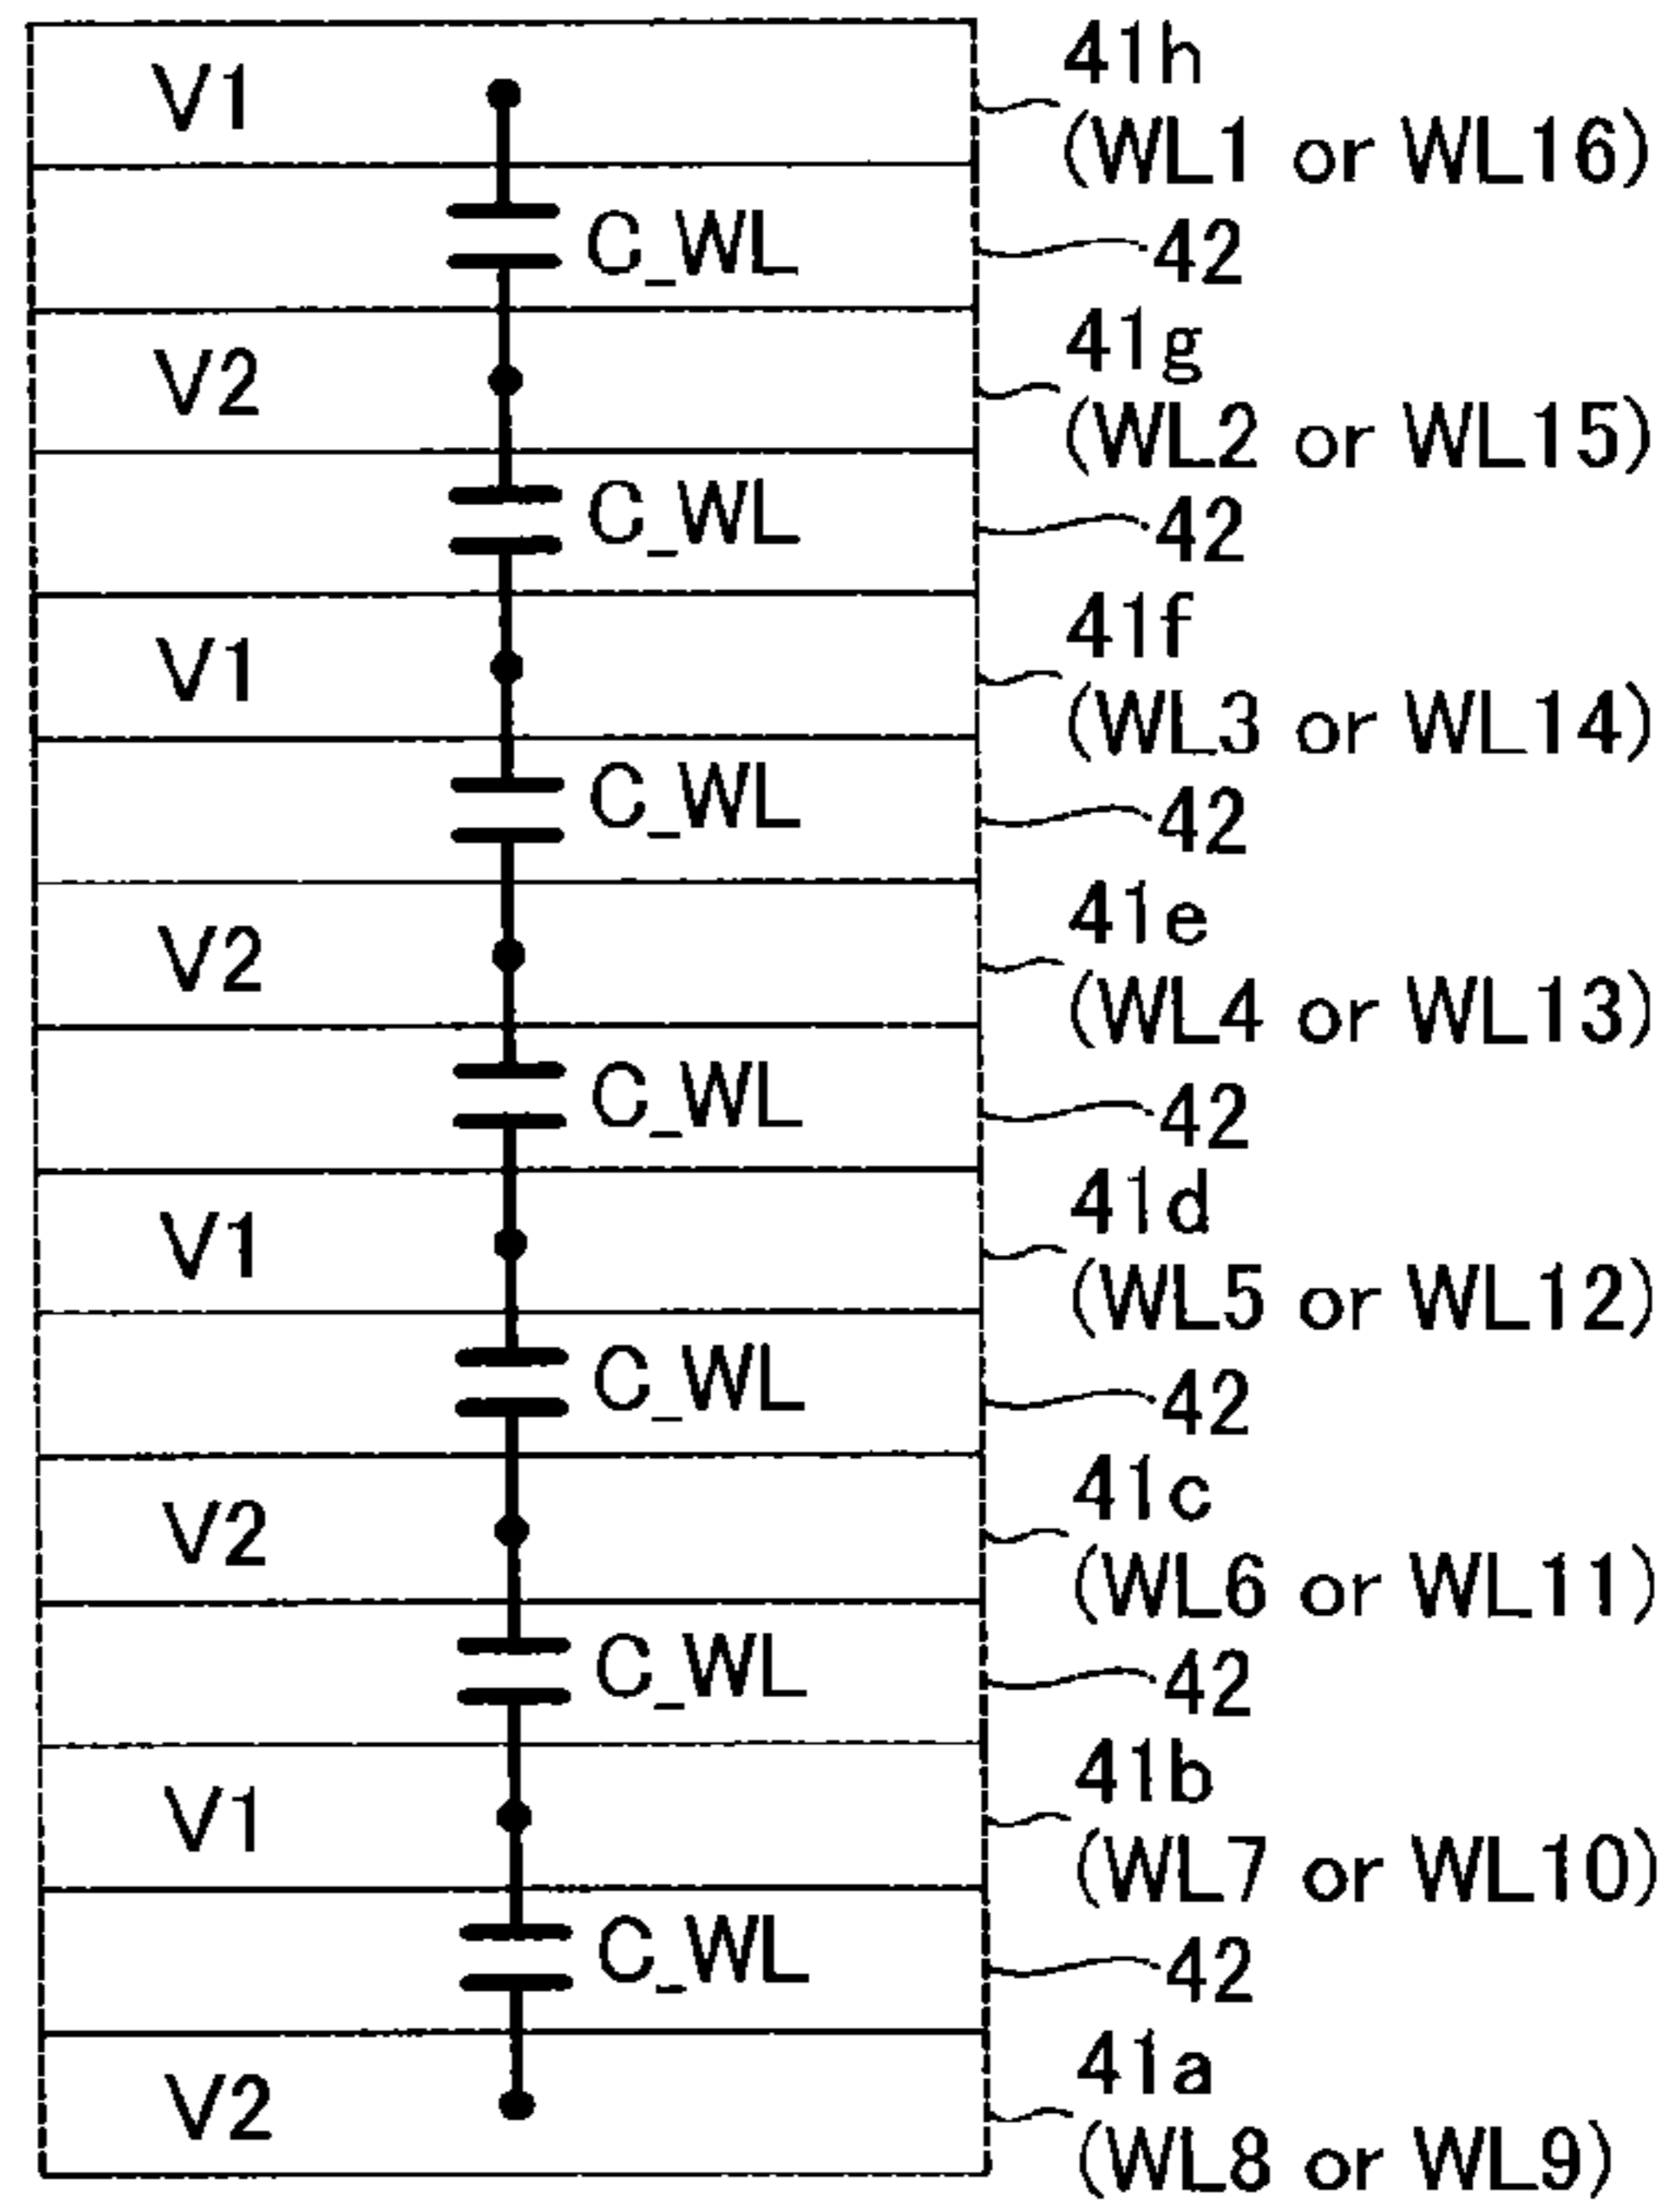 V1
41h
(WL1 or WL16)
C_WL
42
V2
41g
(WL2 or WL15)
C_WL
42
V1
41f
(WL3 or WL14)
C_WL
42
V2
41e
(WL4 or WL13)
C_WL
42
V1
41d
(WL5 or WL12)
C_WL
42
V2
41c
(WL6 or WL11)
C_WL
42
V1
41b
(WL7 or WL10)
C_WL
42
V2
41a
(WL8 or WL9)